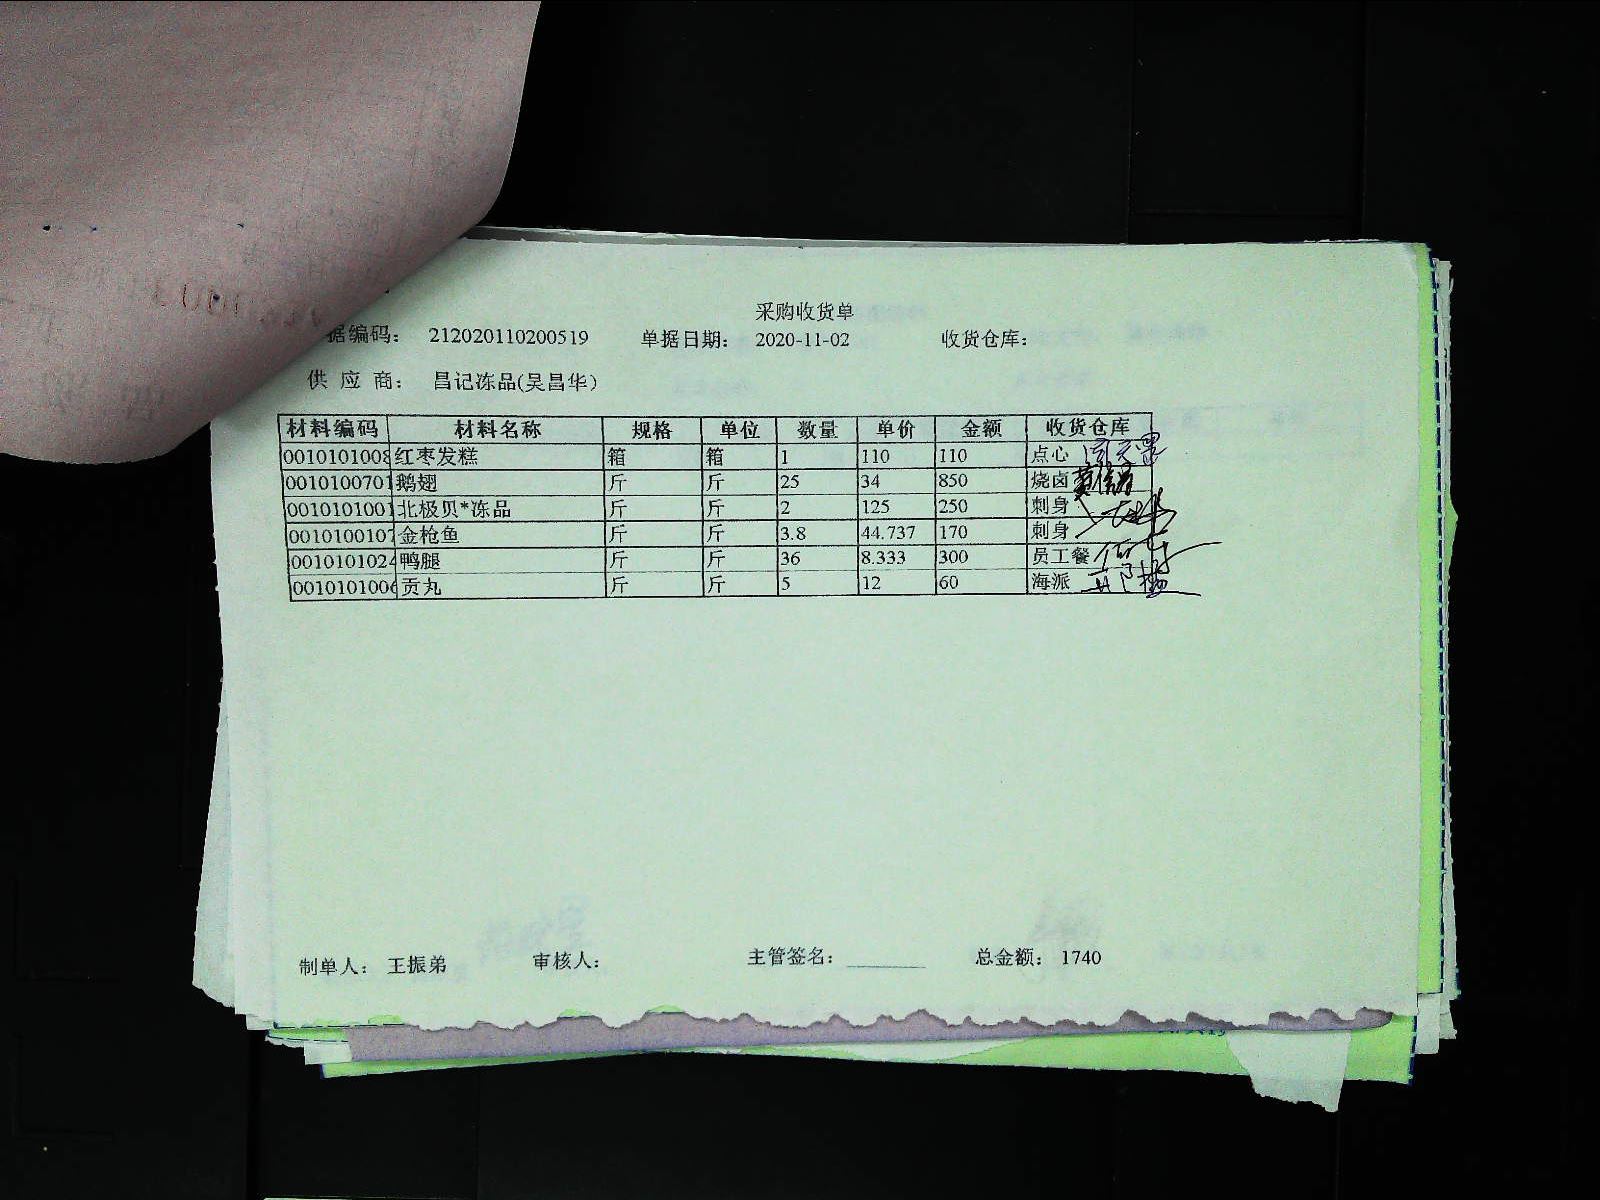 采购收货单
据编码： 212020110200519 单据日期： 2020-11-02 收货仓库：
供 应 商： 昌记冻品(吴昌华)
材料编码 材料名称 规格 单位 数量 单价 金额 收货仓库
0010101008 红枣发糕 箱 箱 1 110 110 点心
0010100701 鹅翅 斤 斤 25 34 850 烧卤
0010101001 北极贝*冻品 斤 斤 2 125 250 刺身
0010100107 金枪鱼 斤 斤 3.8 44.737 170 刺身
0010101024 鸭腿 斤 斤 36 8.333 300 员工餐
0010101006 贡丸 斤 斤 5 12 60 海派
制单人： 王振弟 审核人： 主管签名： 总金额： 1740